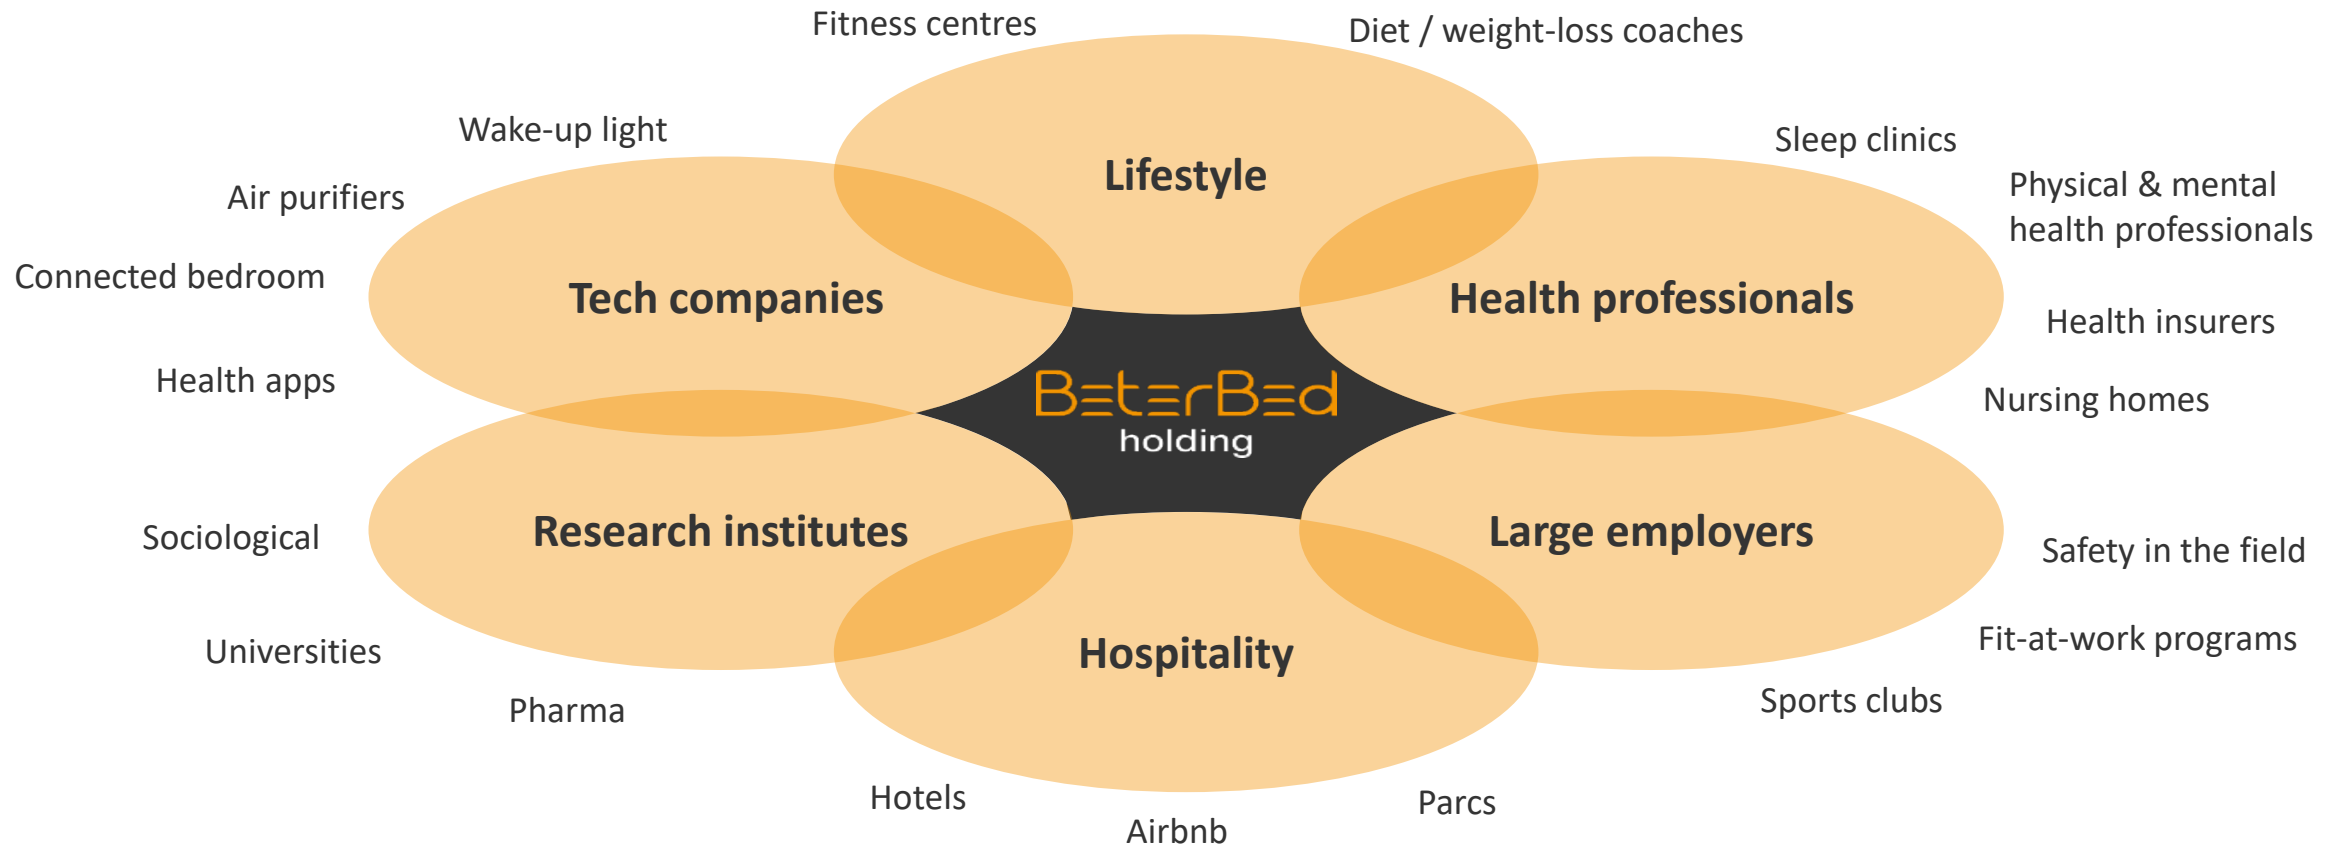 Fitness centres
Diet / weight-loss coaches
Wake-up light
Sleep clinics
Lifestyle
Air purifiers
Physical & mental
health professionals
Connected bedroom
Tech companies
Health professionals
Health insurers
Health apps
BeterBed
holding
Nursing homes
Sociological
Research institutes
Large employers
Safety in the field
Universities
Hospitality
Fit-at-work programs
Pharma
Sports clubs
Hotels
Airbnb
Parcs